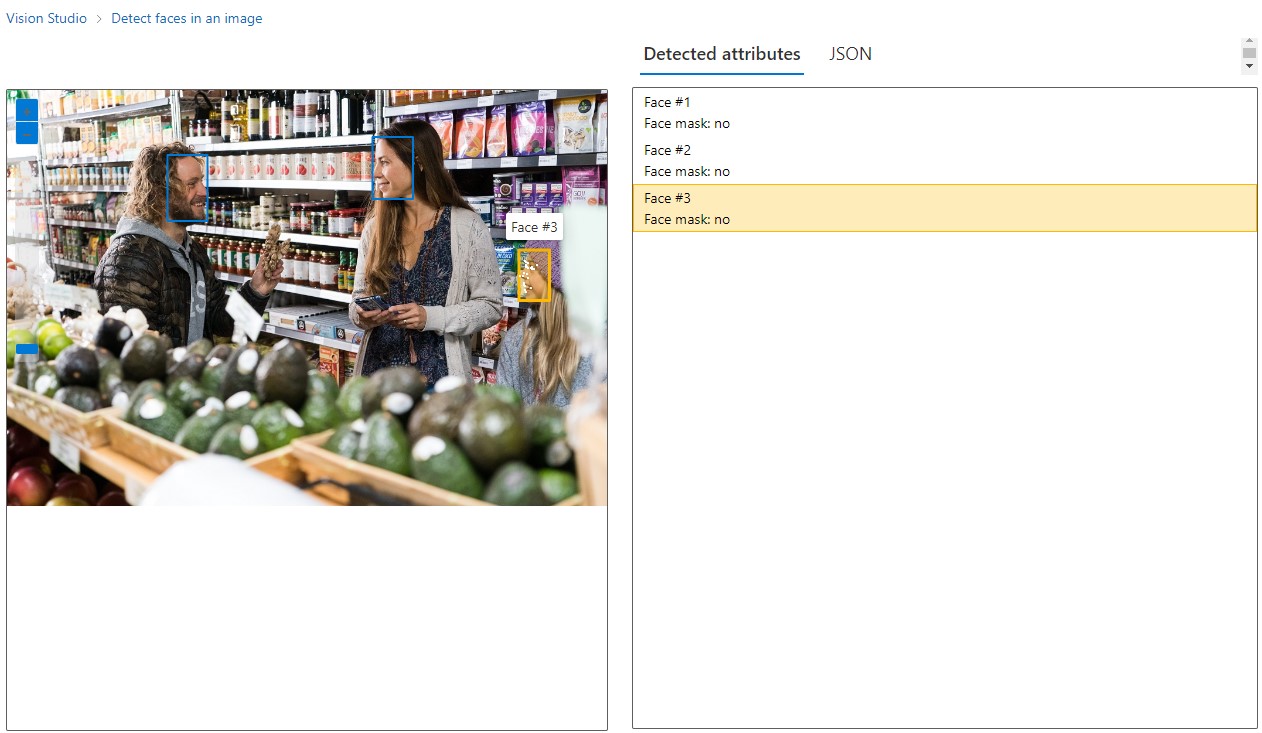 Vision Studio > Detect faces in an image
Detected attributes JSON
Face #1
Face mask: no
Face #2
Face mask: no
Face #3
Face mask: no
Face #3